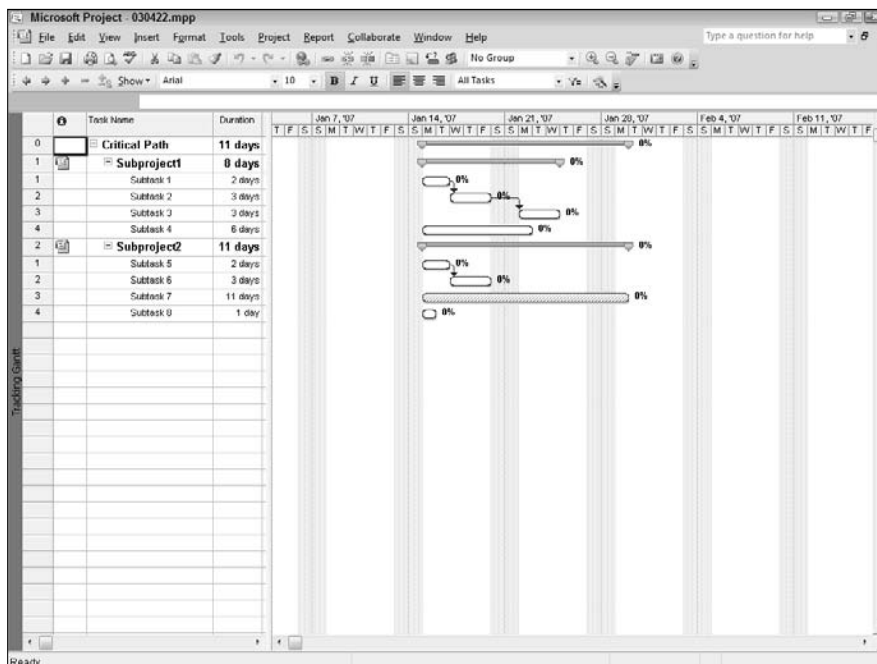 Microsoft Project - 030422.mpp
File Edit View Insert Format Tools Project Report Collaborate Window Help
Type a question for help
No Group
Show Arial 10 B I U All Tasks
Task Name Duration
Jan 7, '07 Jan 14, '07 Jan 21, '07 Jan 28, '07 Feb 4, '07 Feb 11, '07
T F S S M T W T F S S M T W T F S S M T W T F S S M T W T F S S M T W T F S S M T W T F
0 Critical Path 11 days 0%
1 Subproject1 8 days 0%
1 Subtask 1 2 days 0%
2 Subtask 2 3 days 0%
3 Subtask 3 3 days 0%
4 Subtask 4 6 days 0%
2 Subproject2 11 days 0%
1 Subtask 5 2 days 0%
2 Subtask 6 3 days 0%
3 Subtask 7 11 days 0%
4 Subtask 8 1 day 0%
Tracking Gantt
Ready